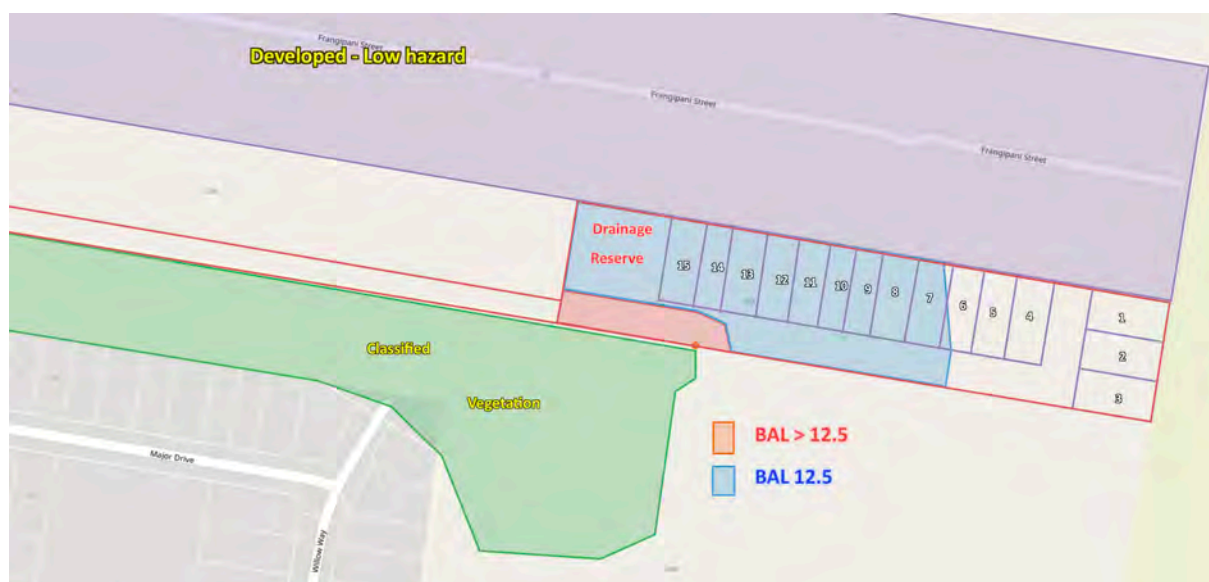 Frangipani Street
Developed - Low hazard
Frangipani Street
Frangipani Street
Drainage
Reserve
15
14
13
12
11
10
9
8
7
6
5
4
1
2
3
Classified
Vegetation
BAL > 12.5
BAL 12.5
Major Drive
Willow Way